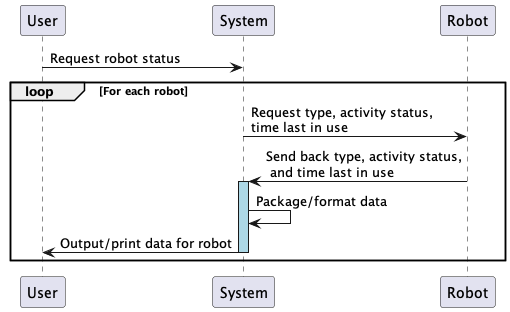 User System Robot
Request robot status
loop [For each robot]
Request type, activity status,
time last in use
Send back type, activity status,
and time last in use
Package/format data
Output/print data for robot
User System Robot